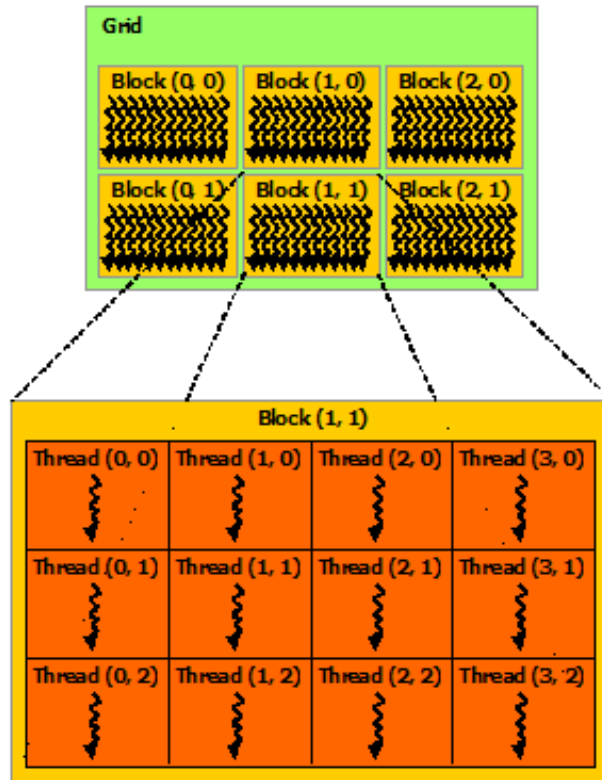 Grid
Block (0, 0) Block (1, 0) Block (2, 0)
Block (0, 1) Block (1, 1) Block (2, 1)
Block (1, 1)
Thread (0, 0) Thread (1, 0) Thread (2, 0) Thread (3, 0)
Thread (0, 1) Thread (1, 1) Thread (2, 1) Thread (3, 1)
Thread (0, 2) Thread (1, 2) Thread (2, 2) Thread (3, 2)